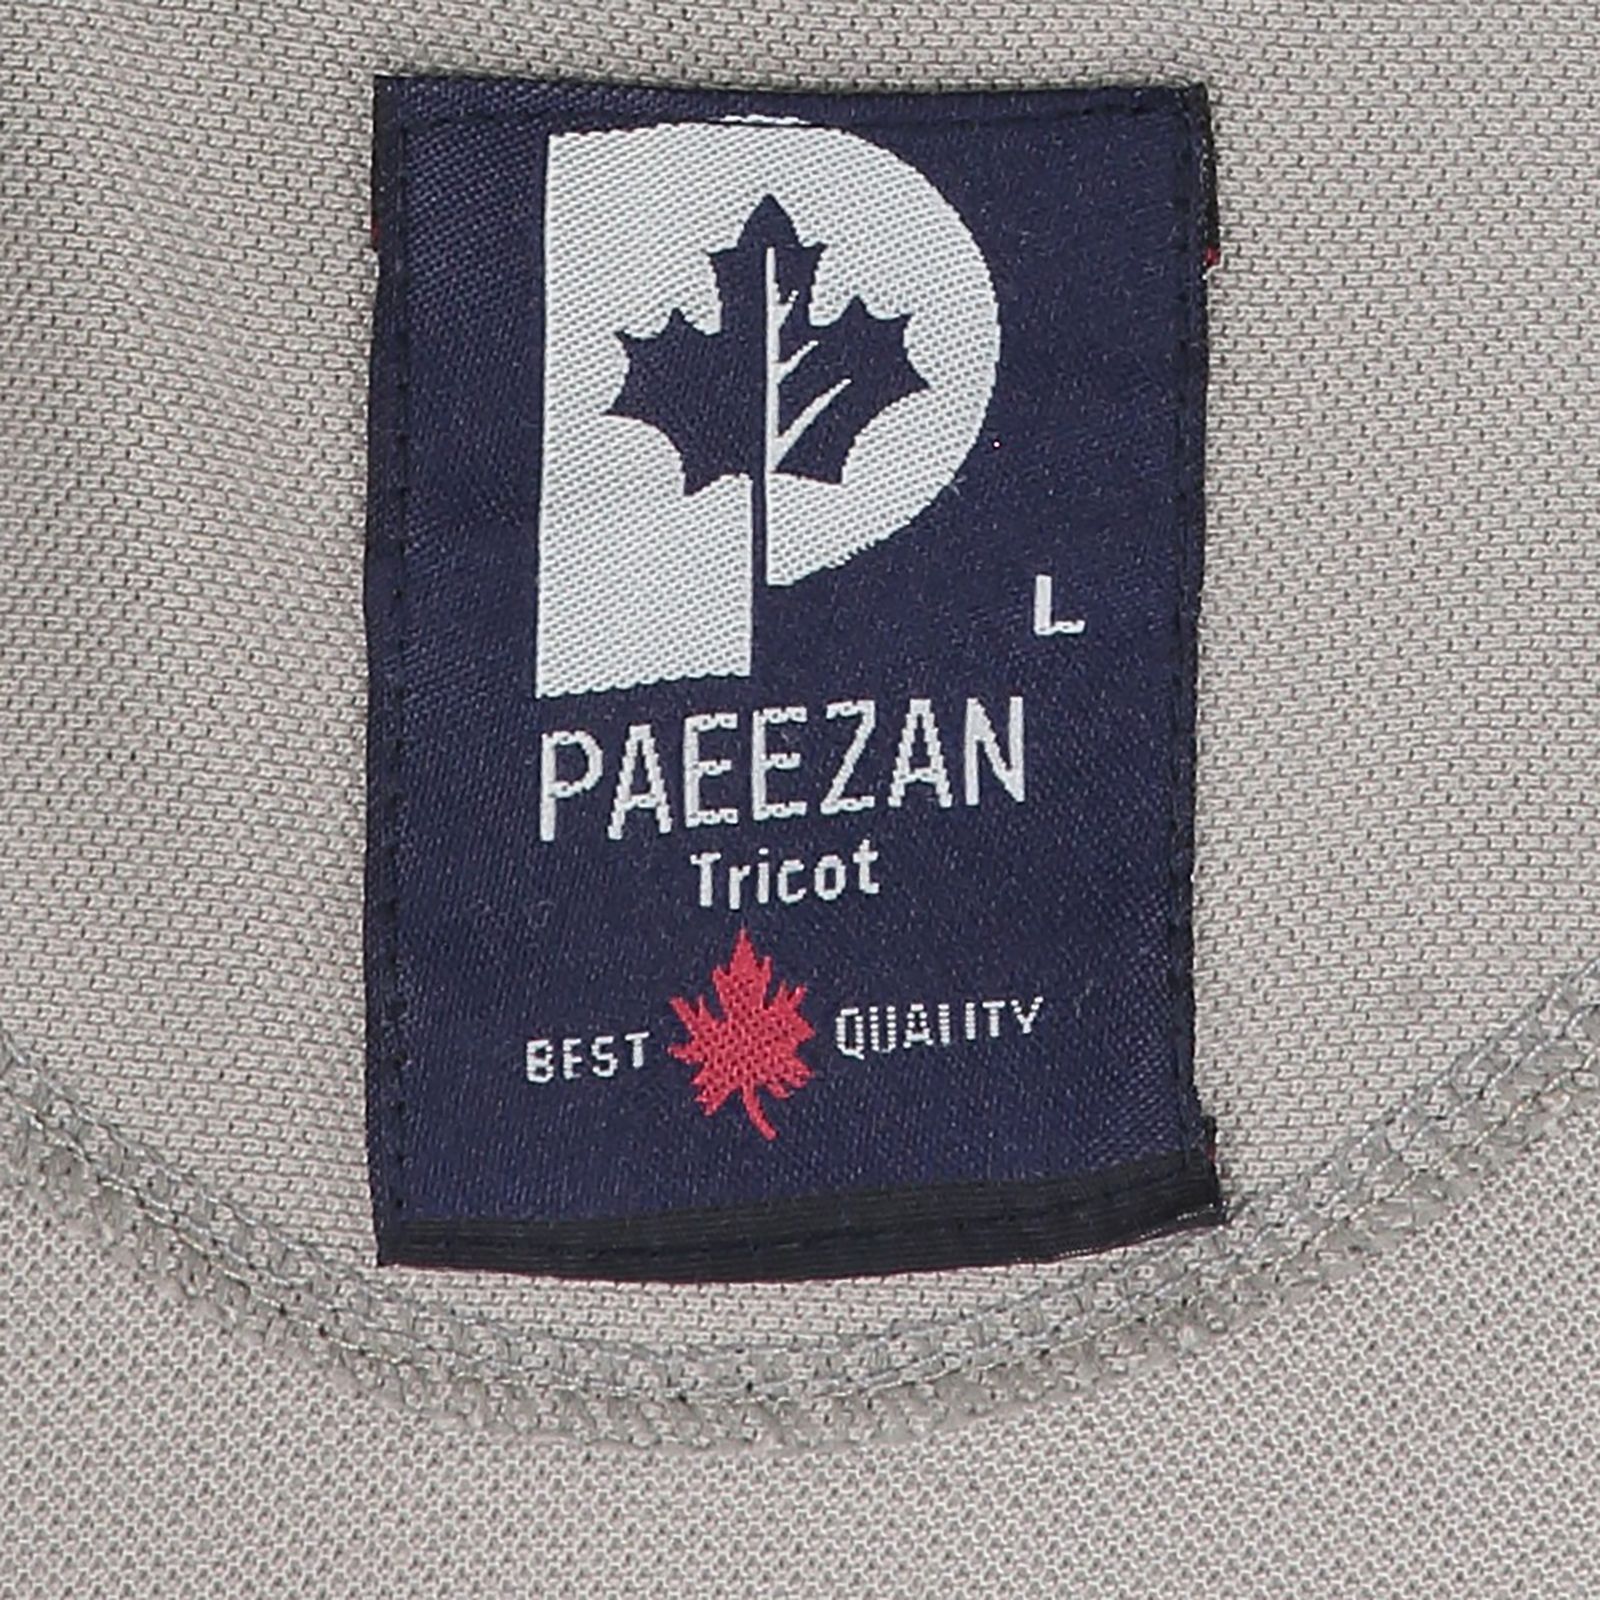 P
L
PAEEZAN
Tricot
BEST QUALITY